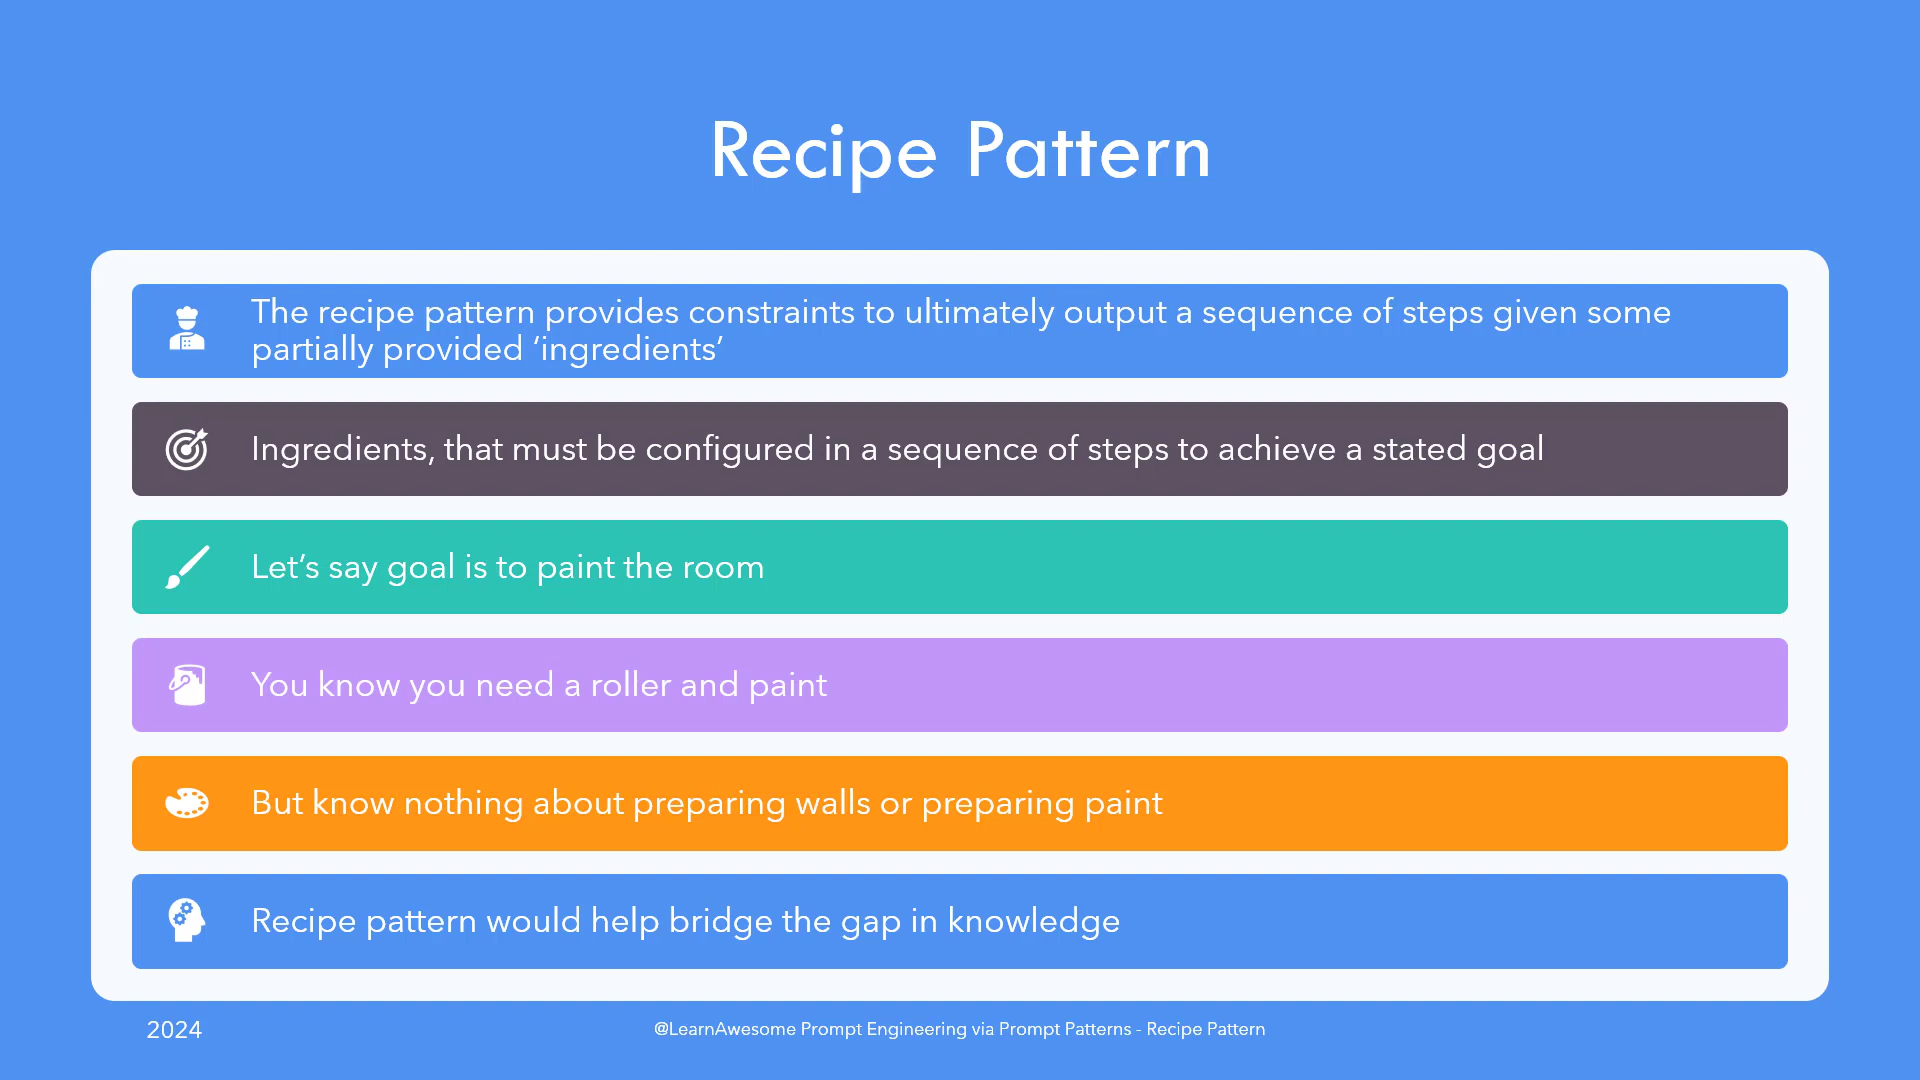 Recipe Pattern
The recipe pattern provides constraints to ultimately output a sequence of steps given some
partially provided ‘ingredients’
Ingredients, that must be configured in a sequence of steps to achieve a stated goal
Let’s say goal is to paint the room
You know you need a roller and paint
But know nothing about preparing walls or preparing paint
Recipe pattern would help bridge the gap in knowledge
2024
@LearnAwesome Prompt Engineering via Prompt Patterns - Recipe Pattern